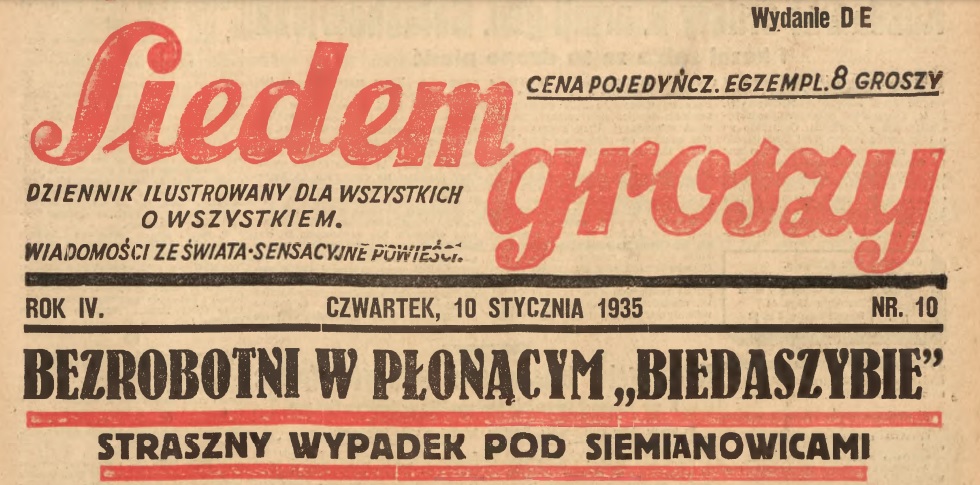 Wydanie D E
Siedem groszy
CENA POJEDYŃCZ. EGZEMPL. 8 GROSZY
DZIENNIK ILUSTROWANY DLA WSZYSTKICH
O WSZYSTKIEM.
WIADOMOŚCI ZE ŚWIATA·SENSACYJNE POWIEŚCI.
ROK IV. CZWARTEK, 10 STYCZNIA 1935 NR. 10
BEZROBOTNI W PŁONĄCYM „BIEDASZYBIE”
STRASZNY WYPADEK POD SIEMIANOWICAMI